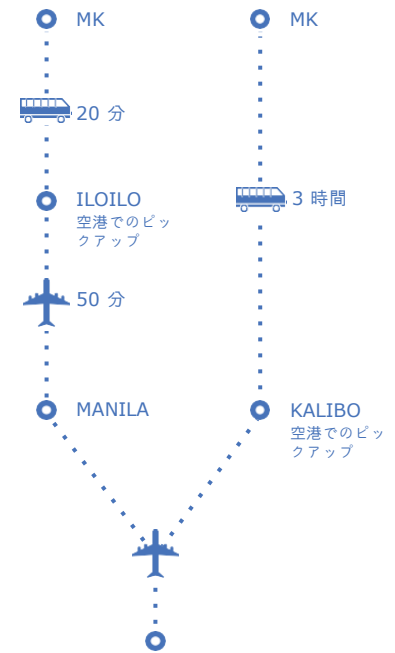 MK
20 分
ILOILO
空港でのピッ
クアップ
50 分
MANILA
MK
3 時間
KALIBO
空港でのピッ
クアップ